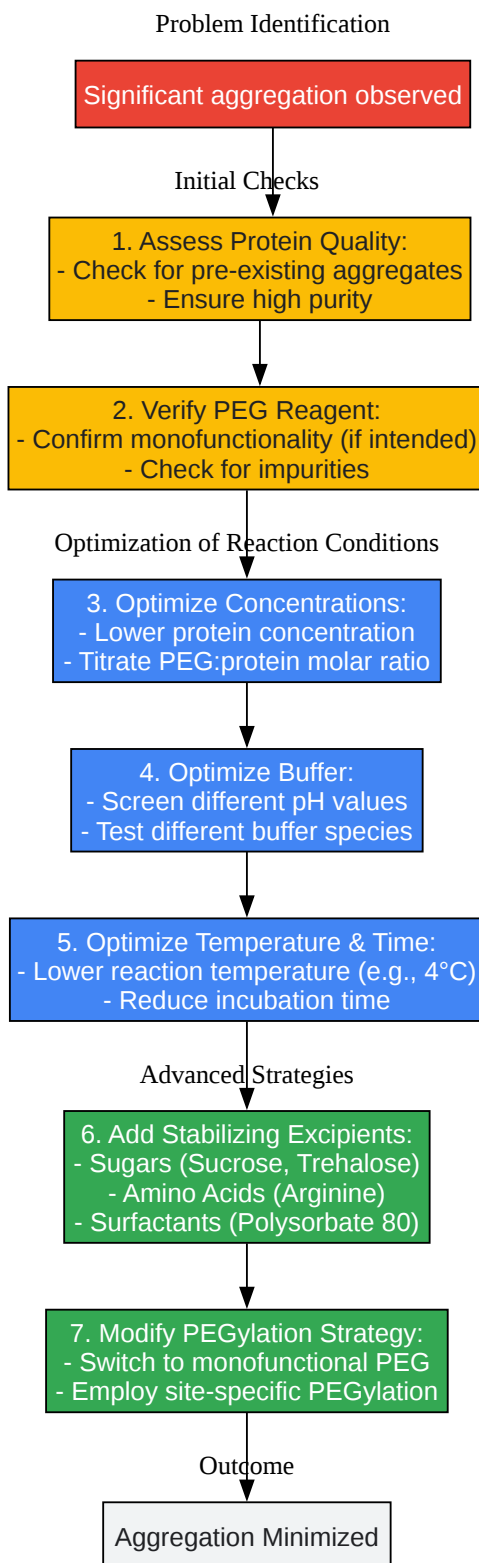 Problem Identification
Significant aggregation observed
Initial Checks
1. Assess Protein Quality:
- Check for pre-existing aggregates
- Ensure high purity
2. Verify PEG Reagent:
- Confirm monofunctionality (if intended)
- Check for impurities
Optimization of Reaction Conditions
3. Optimize Concentrations:
- Lower protein concentration
- Titrate PEG:protein molar ratio
4. Optimize Buffer:
- Screen different pH values
- Test different buffer species
5. Optimize Temperature & Time:
- Lower reaction temperature (e.g., 4°C)
- Reduce incubation time
Advanced Strategies
6. Add Stabilizing Excipients:
- Sugars (Sucrose, Trehalose)
- Amino Acids (Arginine)
- Surfactants (Polysorbate 80)
7. Modify PEGylation Strategy:
- Switch to monofunctional PEG
- Employ site-specific PEGylation
Outcome
Aggregation Minimized